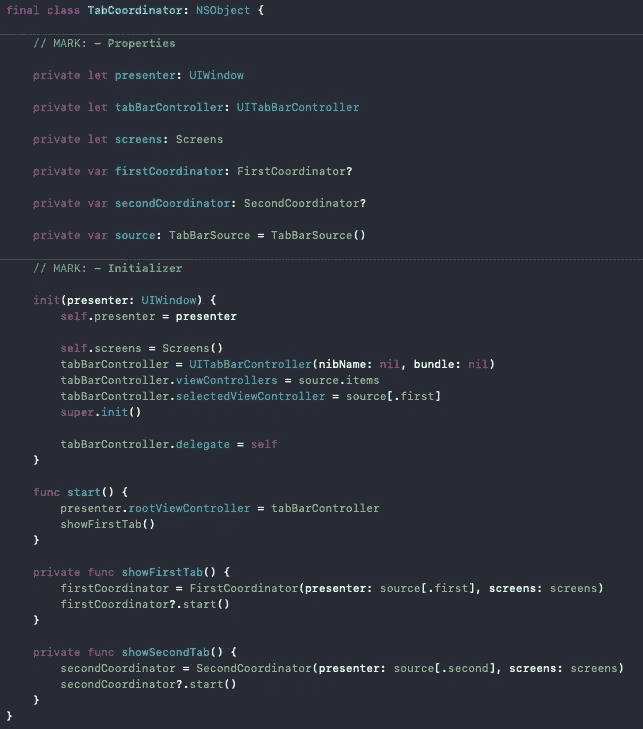 final class TabCoordinator: NSObject {
// MARK: - Properties
private let presenter: UIWindow
private let tabBarController: UITabBarController
private let screens: Screens
private var firstCoordinator: FirstCoordinator?
private var secondCoordinator: SecondCoordinator?
private var source: TabBarSource = TabBarSource()
// MARK: - Initializer
init(presenter: UIWindow) {
self.presenter = presenter
self.screens = Screens()
tabBarController = UITabBarController(nibName: nil, bundle: nil)
tabBarController.viewControllers = source.items
tabBarController.selectedViewController = source[.first]
super.init()
tabBarController.delegate = self
}
func start() {
presenter.rootViewController = tabBarController
showFirstTab()
}
private func showFirstTab() {
firstCoordinator = FirstCoordinator(presenter: source[.first], screens: screens)
firstCoordinator?.start()
}
private func showSecondTab() {
secondCoordinator = SecondCoordinator(presenter: source[.second], screens: screens)
secondCoordinator?.start()
}
}